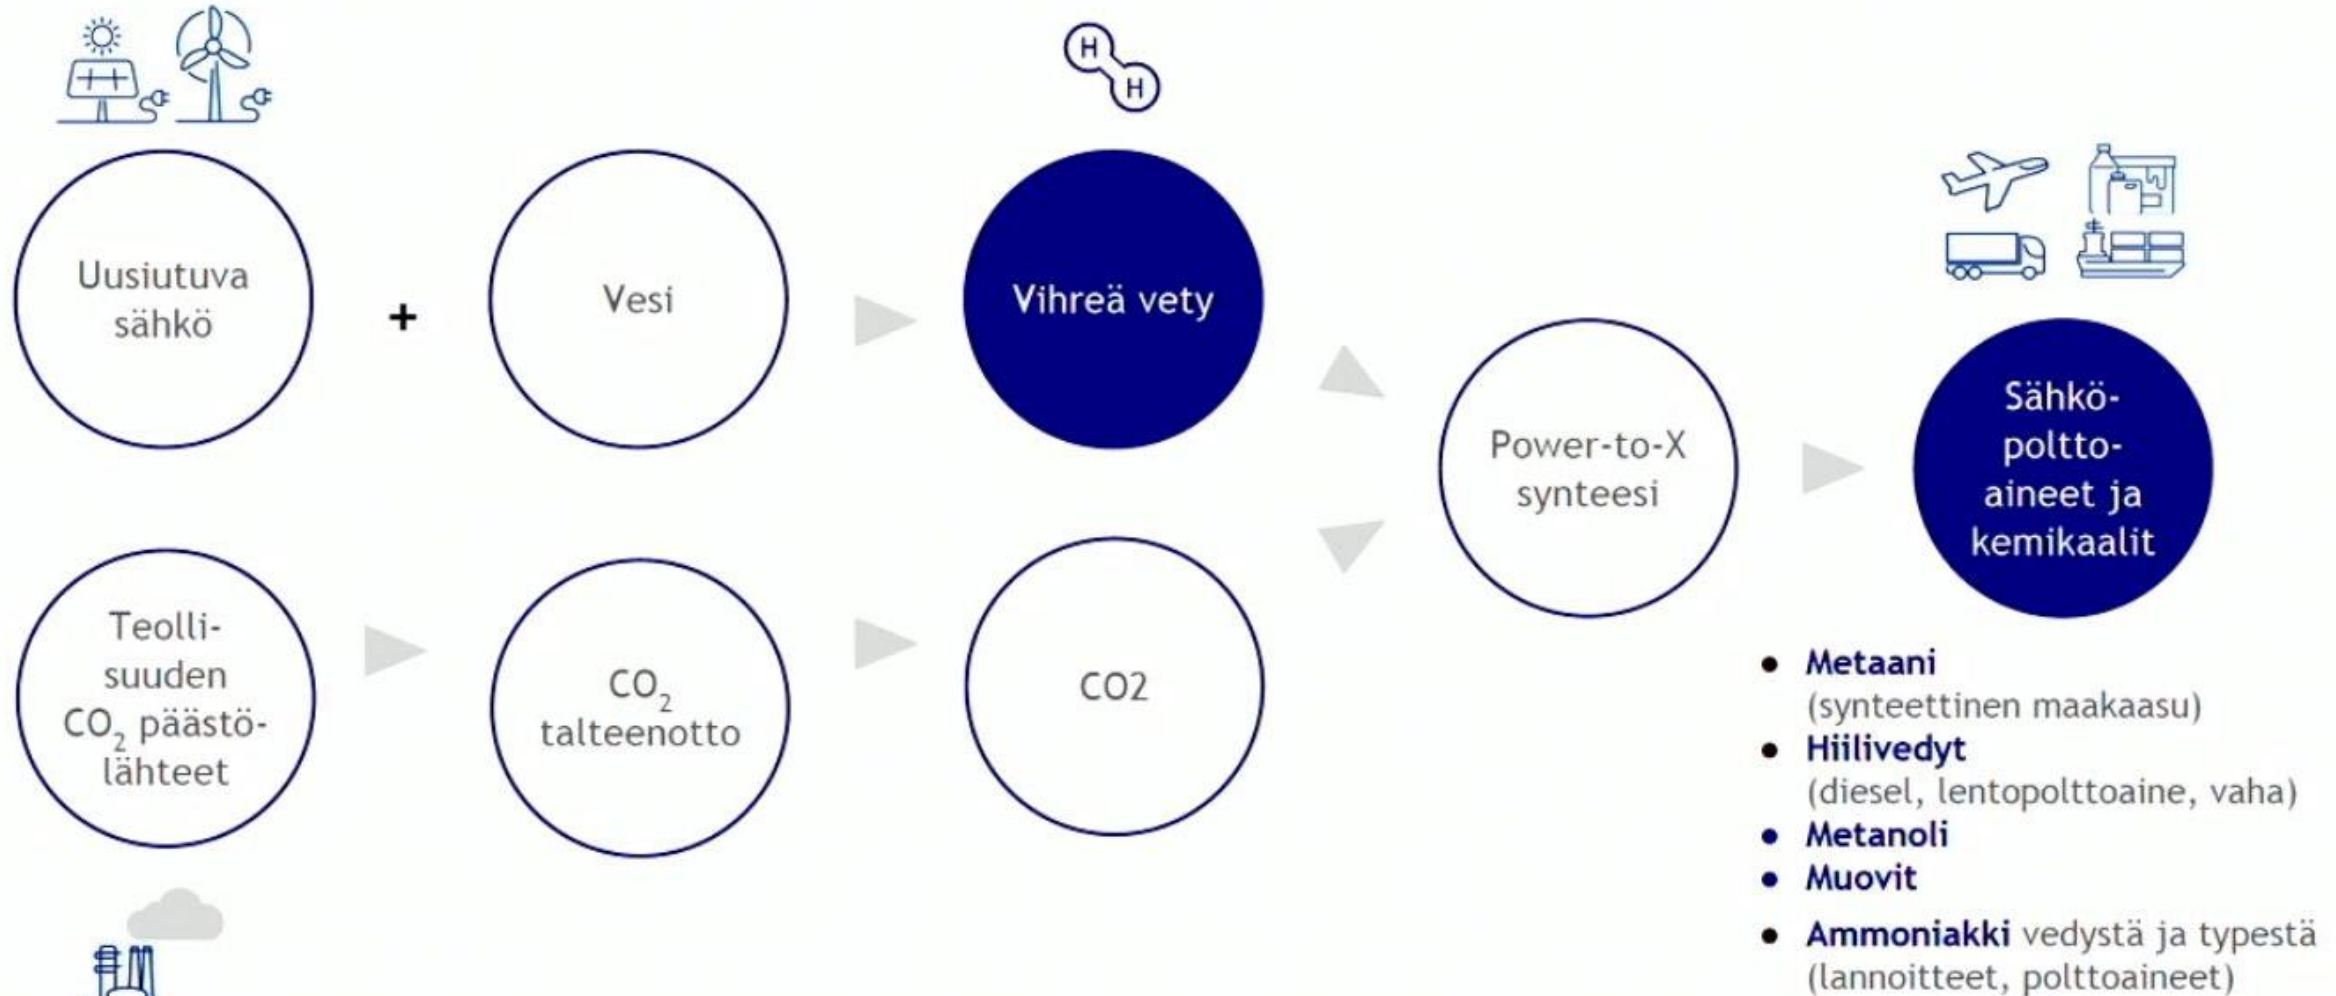 H
H
Uusiutuva
sähkö
+
Vesi
Vihreä vety
Teolli-
suuden
CO₂ päästö-
lähteet
CO₂
talteenotto
CO2
Power-to-X
synteesi
Sähkö-
poltto-
aineet ja
kemikaalit
• Metaani
(synteettinen maakaasu)
• Hiilivedyt
(diesel, lentopolttoaine, vaha)
• Metanoli
• Muovit
• Ammoniakki vedystä ja typestä
(lannoitteet, polttoaineet)